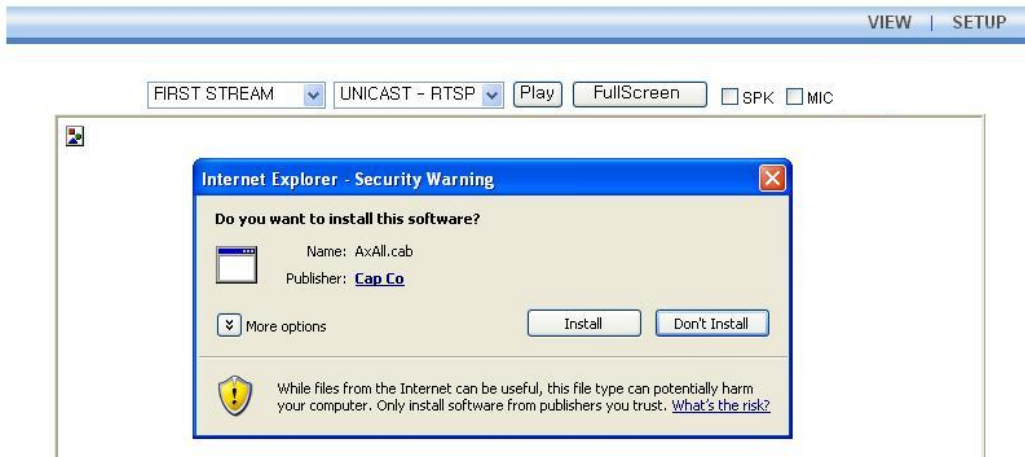 VIEW | SETUP
FIRST STREAM UNICAST - RTSP Play FullScreen SPK MIC
Internet Explorer - Security Warning
Do you want to install this software?
Name: AxAll.cab
Publisher: Cap Co
More options Install Don't Install
While files from the Internet can be useful, this file type can potentially harm
your computer. Only install software from publishers you trust. What's the risk?